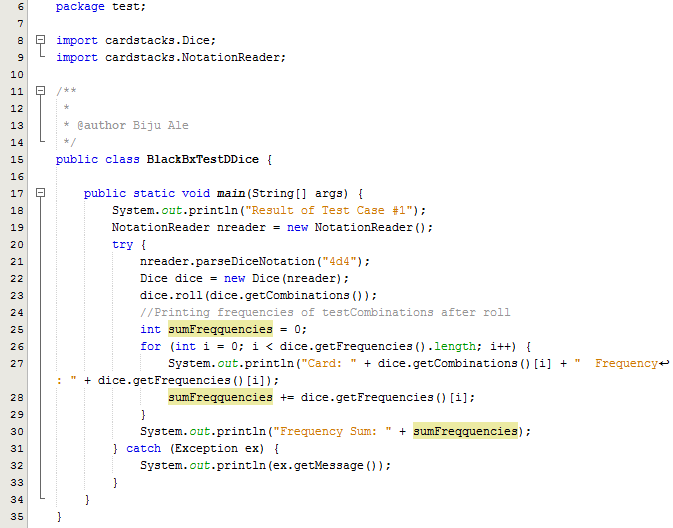 6 package test;
7
8 import cardstacks.Dice;
9 import cardstacks.NotationReader;
10
11 /**
12  *
13  * @author Biju Ale
14  */
15 public class BlackBxTestDDice {
16
17     public static void main(String[] args) {
18         System.out.println("Result of Test Case #1");
19         NotationReader nreader = new NotationReader();
20         try {
21             nreader.parseDiceNotation("4d4");
22             Dice dice = new Dice(nreader);
23             dice.roll(dice.getCombinations());
24             //Printing frequencies of testCombinations after roll
25             int sumFreqquencies = 0;
26             for (int i = 0; i < dice.getFrequencies().length; i++) {
27                 System.out.println("Card: " + dice.getCombinations()[i] + "  Frequency↩
: " + dice.getFrequencies()[i]);
28                 sumFreqquencies += dice.getFrequencies()[i];
29             }
30             System.out.println("Frequency Sum: " + sumFreqquencies);
31         } catch (Exception ex) {
32             System.out.println(ex.getMessage());
33         }
34     }
35 }